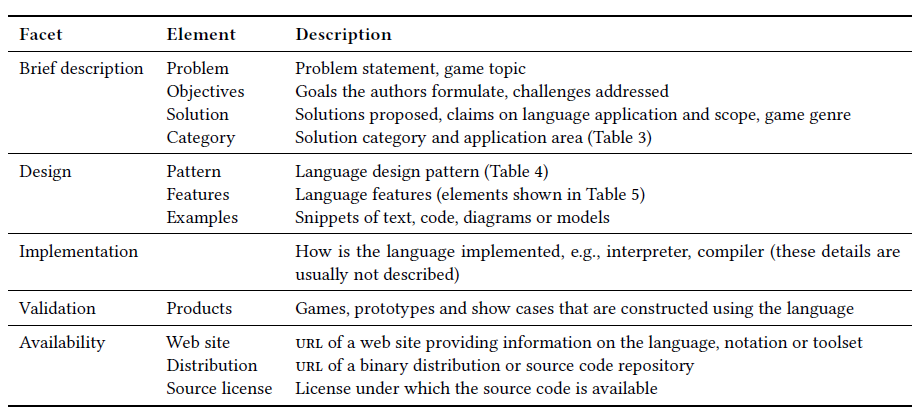 Facet Element Description
Brief description Problem Problem statement, game topic
Objectives Goals the authors formulate, challenges addressed
Solution Solutions proposed, claims on language application and scope, game genre
Category Solution category and application area (Table 3)
Design Pattern Language design pattern (Table 4)
Features Language features (elements shown in Table 5)
Examples Snippets of text, code, diagrams or models
Implementation How is the language implemented, e.g., interpreter, compiler (these details are
usually not described)
Validation Products Games, prototypes and show cases that are constructed using the language
Availability Web site URL of a web site providing information on the language, notation or toolset
Distribution URL of a binary distribution or source code repository
Source license License under which the source code is available